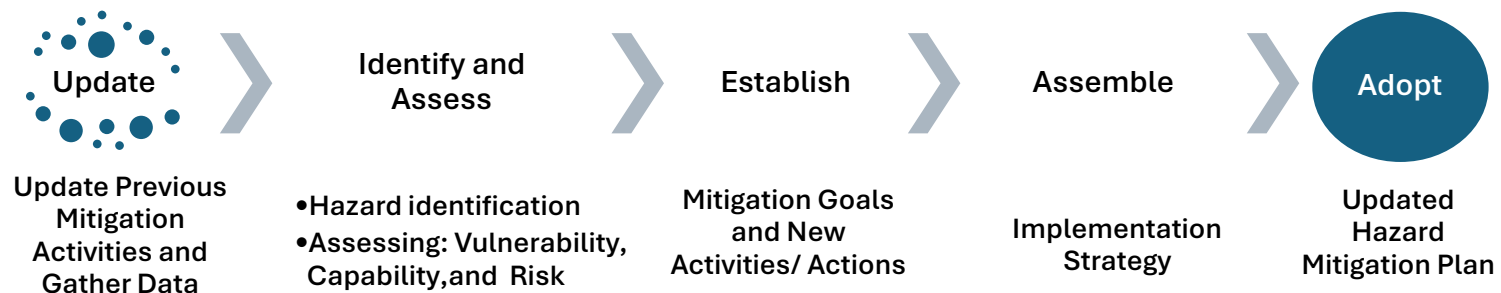 Update
Identify and
Assess
Establish
Assemble
Adopt
Update Previous
Mitigation
Activities and
Gather Data
•Hazard identification
•Assessing: Vulnerability,
Capability,and Risk
Mitigation Goals
and New
Activities/ Actions
Implementation
Strategy
Updated
Hazard
Mitigation Plan